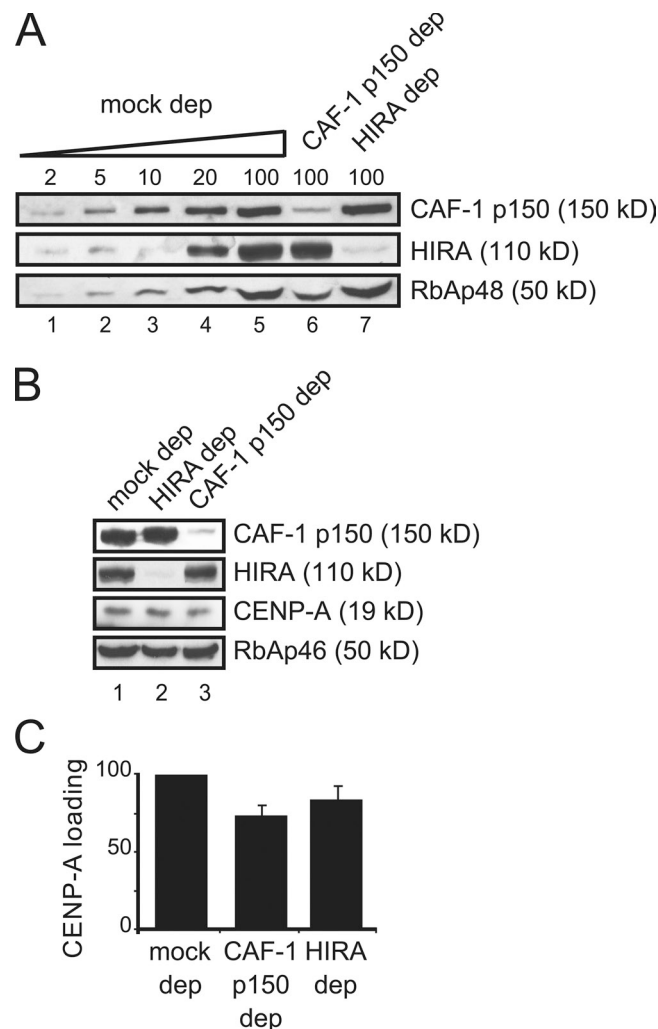 A
mock dep
CAF-1 p150 dep
HIRA dep
2 5 10 20 100 100 100
CAF-1 p150 (150 kD)
HIRA (110 kD)
RbAp48 (50 kD)
1 2 3 4 5 6 7
B
mock dep
HIRA dep
CAF-1 p150 dep
CAF-1 p150 (150 kD)
HIRA (110 kD)
CENP-A (19 kD)
RbAp46 (50 kD)
1 2 3
C
CENP-A loading
100
50
0
mock
dep
CAF-1
p150
dep
HIRA
dep